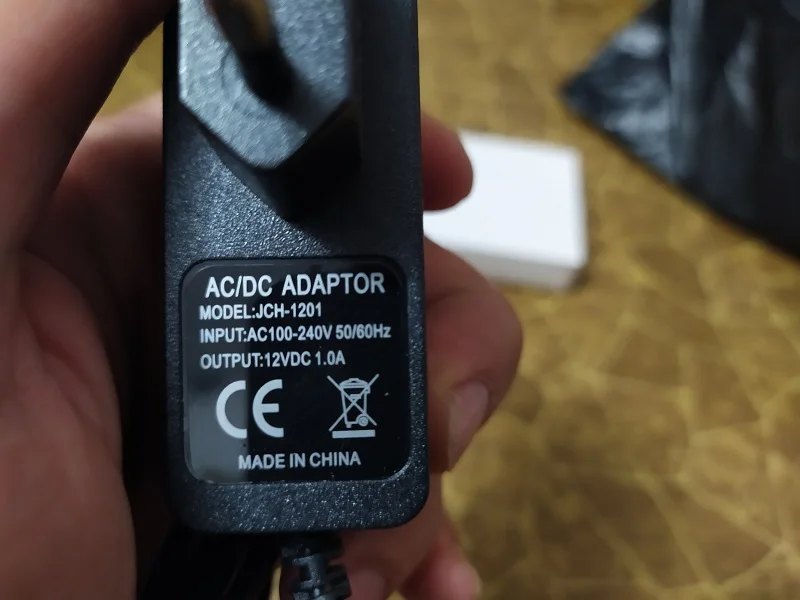 AC/DC ADAPTOR
MODEL:JCH-1201
INPUT:AC100-240V 50/60Hz
OUTPUT:12VDC 1.0A
CE
MADE IN CHINA